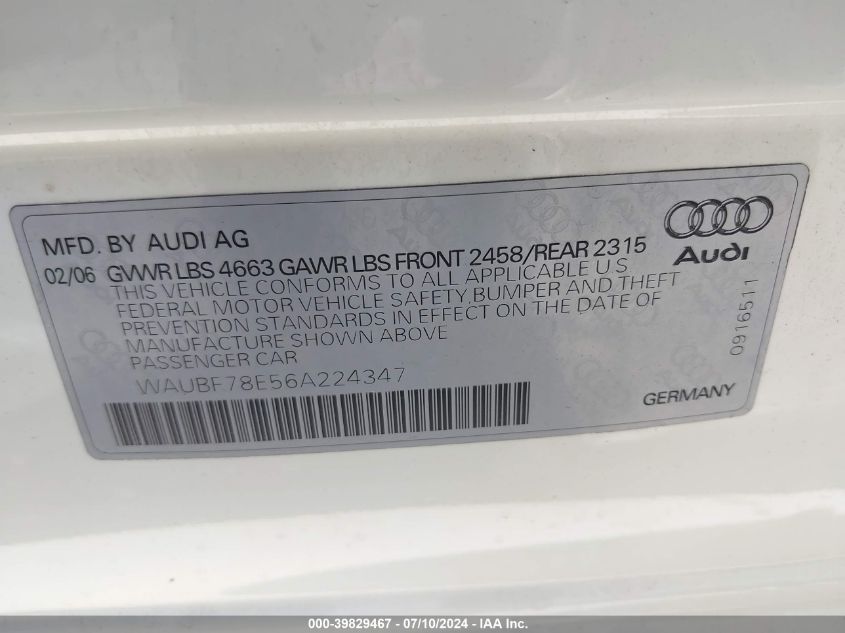 MFD. BY AUDI AG
02/06 GVWR LBS 4663 GAWR LBS FRONT 2458/REAR 2315
THIS VEHICLE CONFORMS TO ALL APPLICABLE U.S.
FEDERAL MOTOR VEHICLE SAFETY, BUMPER AND THEFT
PREVENTION STANDARDS IN EFFECT ON THE DATE OF
MANUFACTURE SHOWN ABOVE
PASSENGER CAR
WAUBF78E56A224347
Audi
0916511
GERMANY
000-39829467 - 07/10/2024 - IAA Inc.